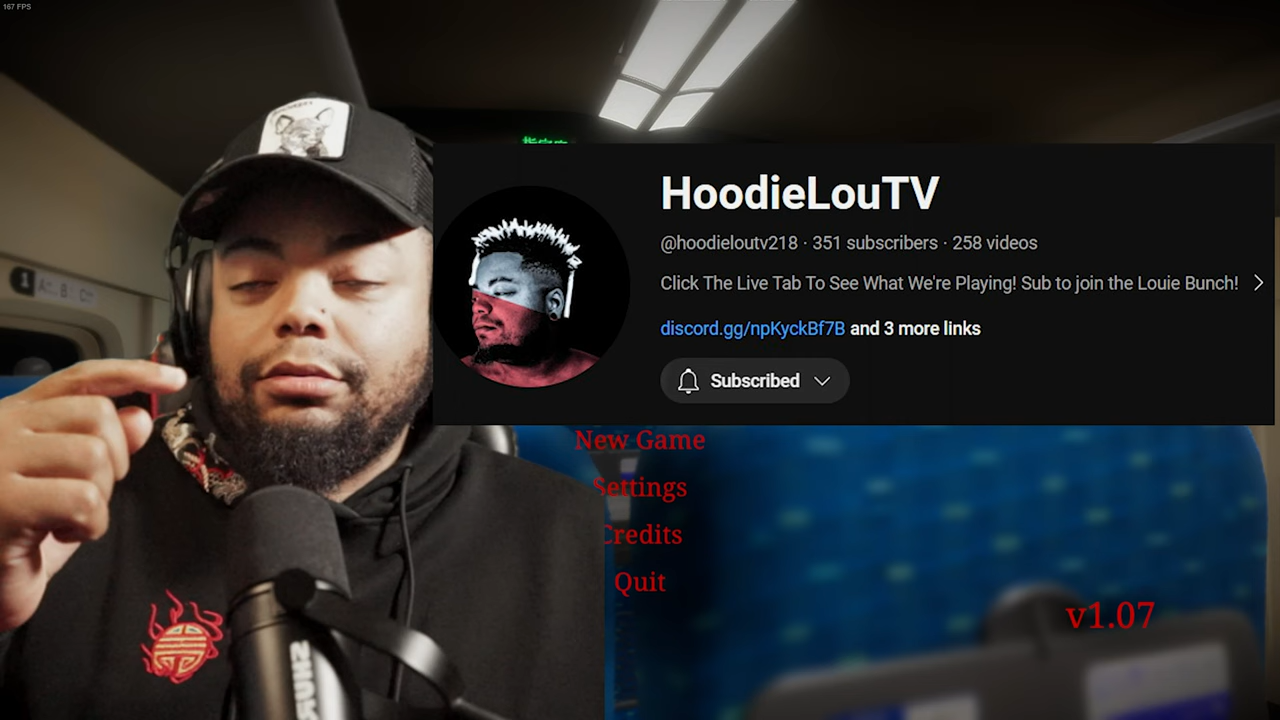 167 FPS
HoodieLouTV
@hoodieloutv218 · 351 subscribers · 258 videos
Click The Live Tab To See What We're Playing! Sub to join the Louie Bunch!
discord.gg/npKyckBf7B and 3 more links
Subscribed
New Game
Settings
Credits
Quit
v1.07
1
SHURE